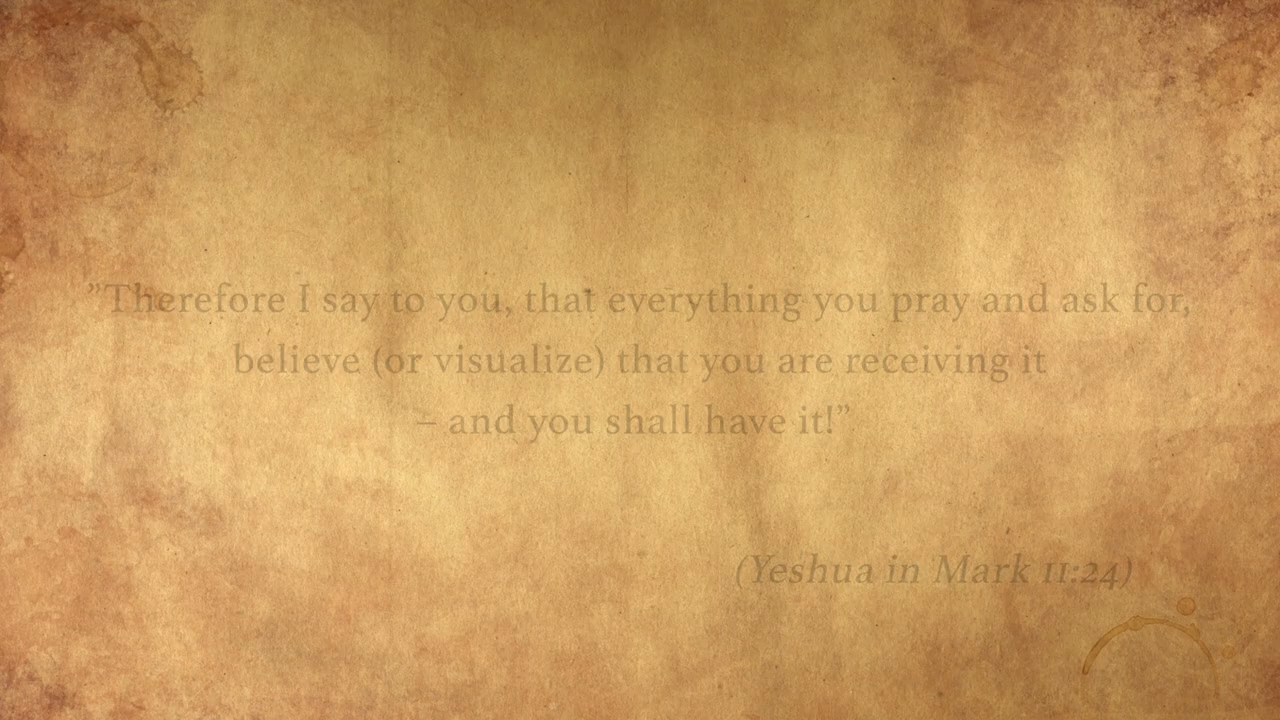 ”Therefore I say to you, that everything you pray and ask for,
believe (or visualize) that you are receiving it
– and you shall have it!”
(Yeshua in Mark 11:24)